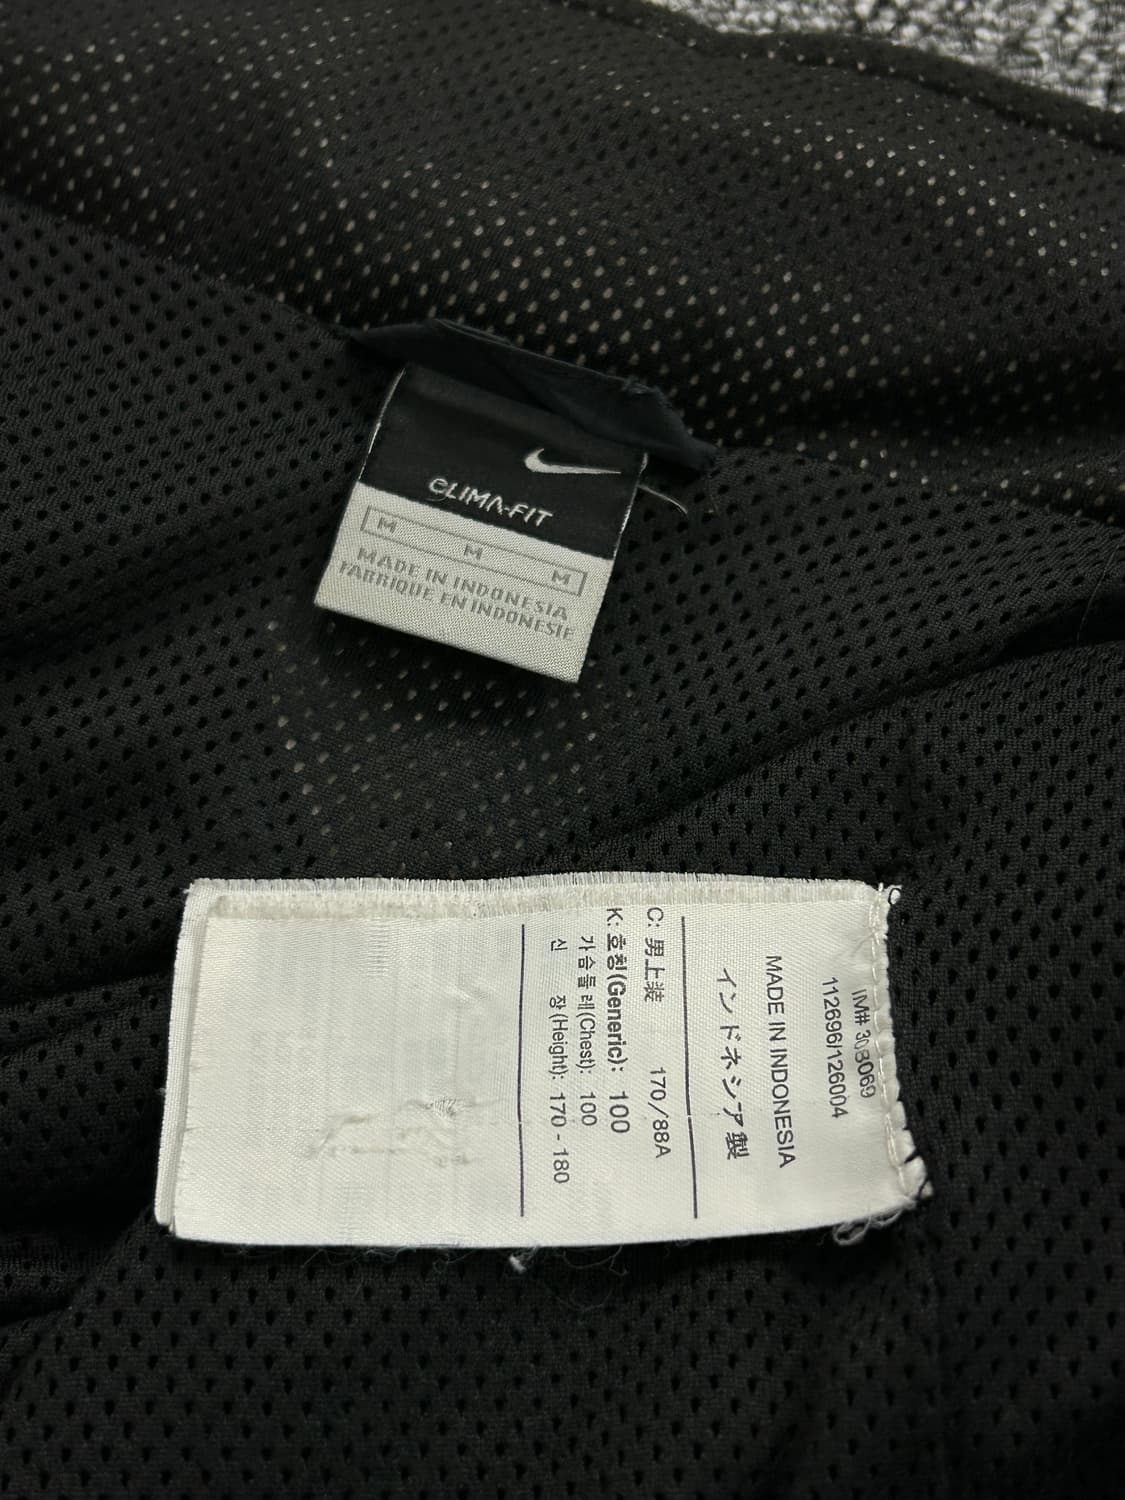 CLIMA-FIT
M M M
MADE IN INDONESIA
FABRIQUE EN INDONESIE
IM# 308069
112696/126004
MADE IN INDONESIA
インドネシア製
C: 男上装 170/88A
K: 호칭(Generic): 100
가슴둘레(Chest): 100
신 장(Height): 170 - 180